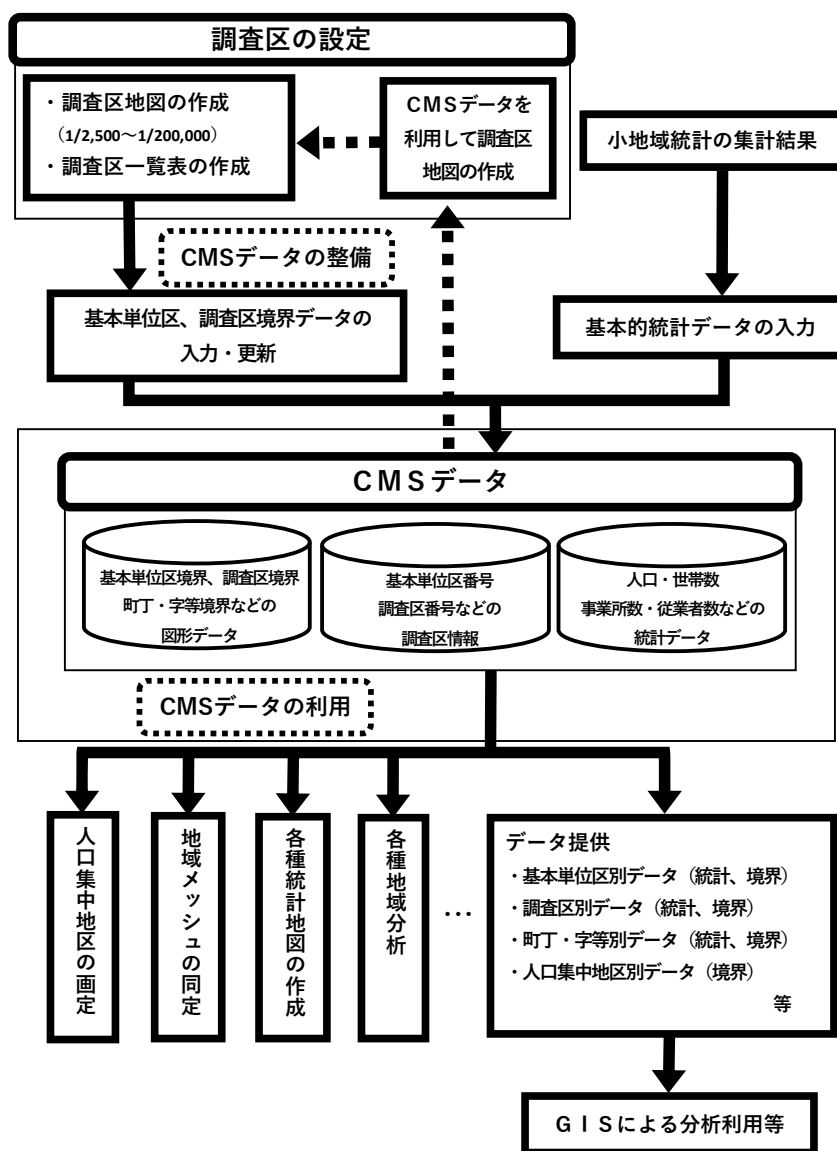 調査区の設定
・調査区地図の作成
（1/2,500～1/200,000）
・調査区一覧表の作成
CMSデータを
利用して調査区
地図の作成
小地域統計の集計結果
CMSデータの整備
基本単位区、調査区境界データの
入力・更新
基本的統計データの入力
ＣＭＳデータ
基本単位区境界、調査区境界
町丁・字等境界などの
図形データ
基本単位区番号
調査区番号などの
調査区情報
人口・世帯数
事業所数・従業者数などの
統計データ
CMSデータの利用
人口集中地区の画定
地域メッシュの同定
各種統計地図の作成
各種地域分析
…
データ提供
・基本単位区別データ（統計、境界）
・調査区別データ（統計、境界）
・町丁・字等別データ（統計、境界）
・人口集中地区別データ（境界）
等
ＧＩＳによる分析利用等